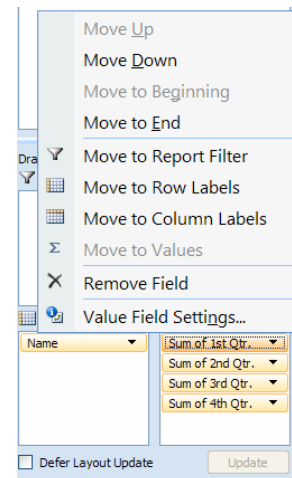 Move Up
Move Down
Move to Beginning
Move to End
Dra
Move to Report Filter
Move to Row Labels
Move to Column Labels
Σ Move to Values
Remove Field
Value Field Settings...
Name
Sum of 1st Qtr.
Sum of 2nd Qtr.
Sum of 3rd Qtr.
Sum of 4th Qtr.
Defer Layout Update
Update